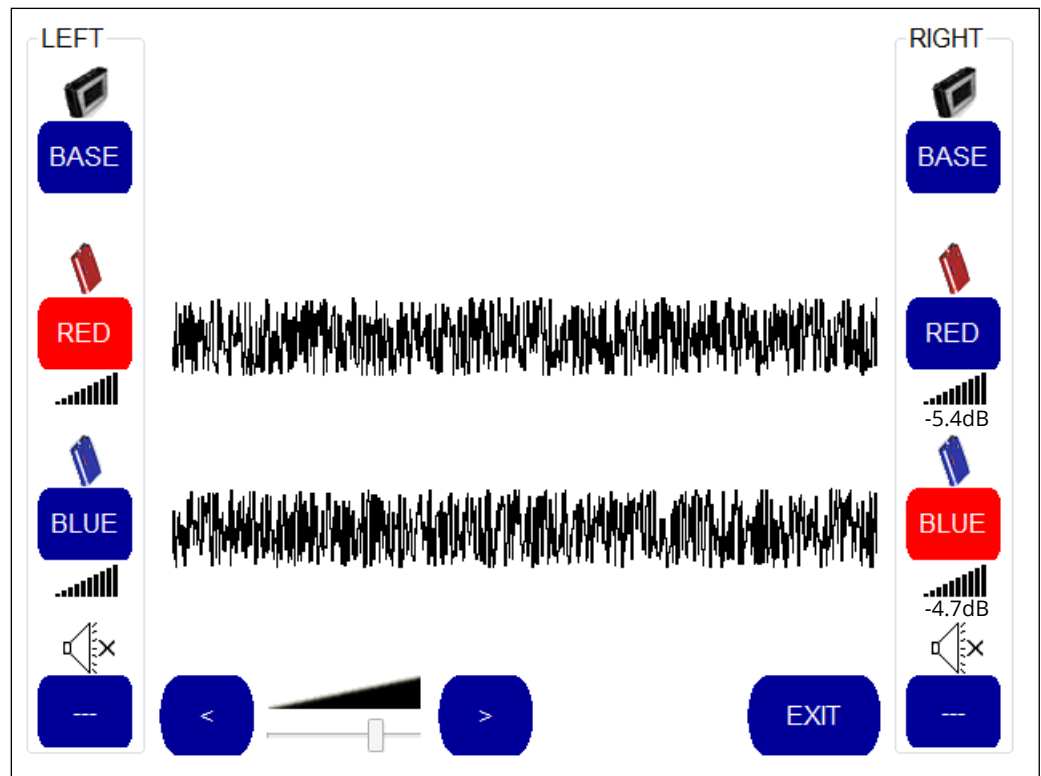 LEFT
RIGHT
BASE
BASE
RED
RED
-5.4dB
BLUE
BLUE
-4.7dB
---
<
>
EXIT
---